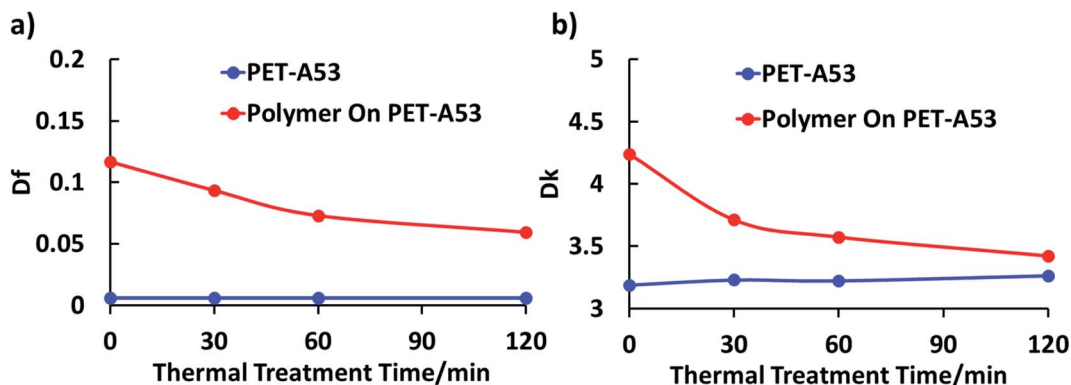 a)
0.2
0.15
0.1
0.05
0
Df
PET-A53
Polymer On PET-A53
0 30 60 90 120
Thermal Treatment Time/min
b)
5
4.5
4
3.5
3
Dk
PET-A53
Polymer On PET-A53
0 30 60 90 120
Thermal Treatment Time/min